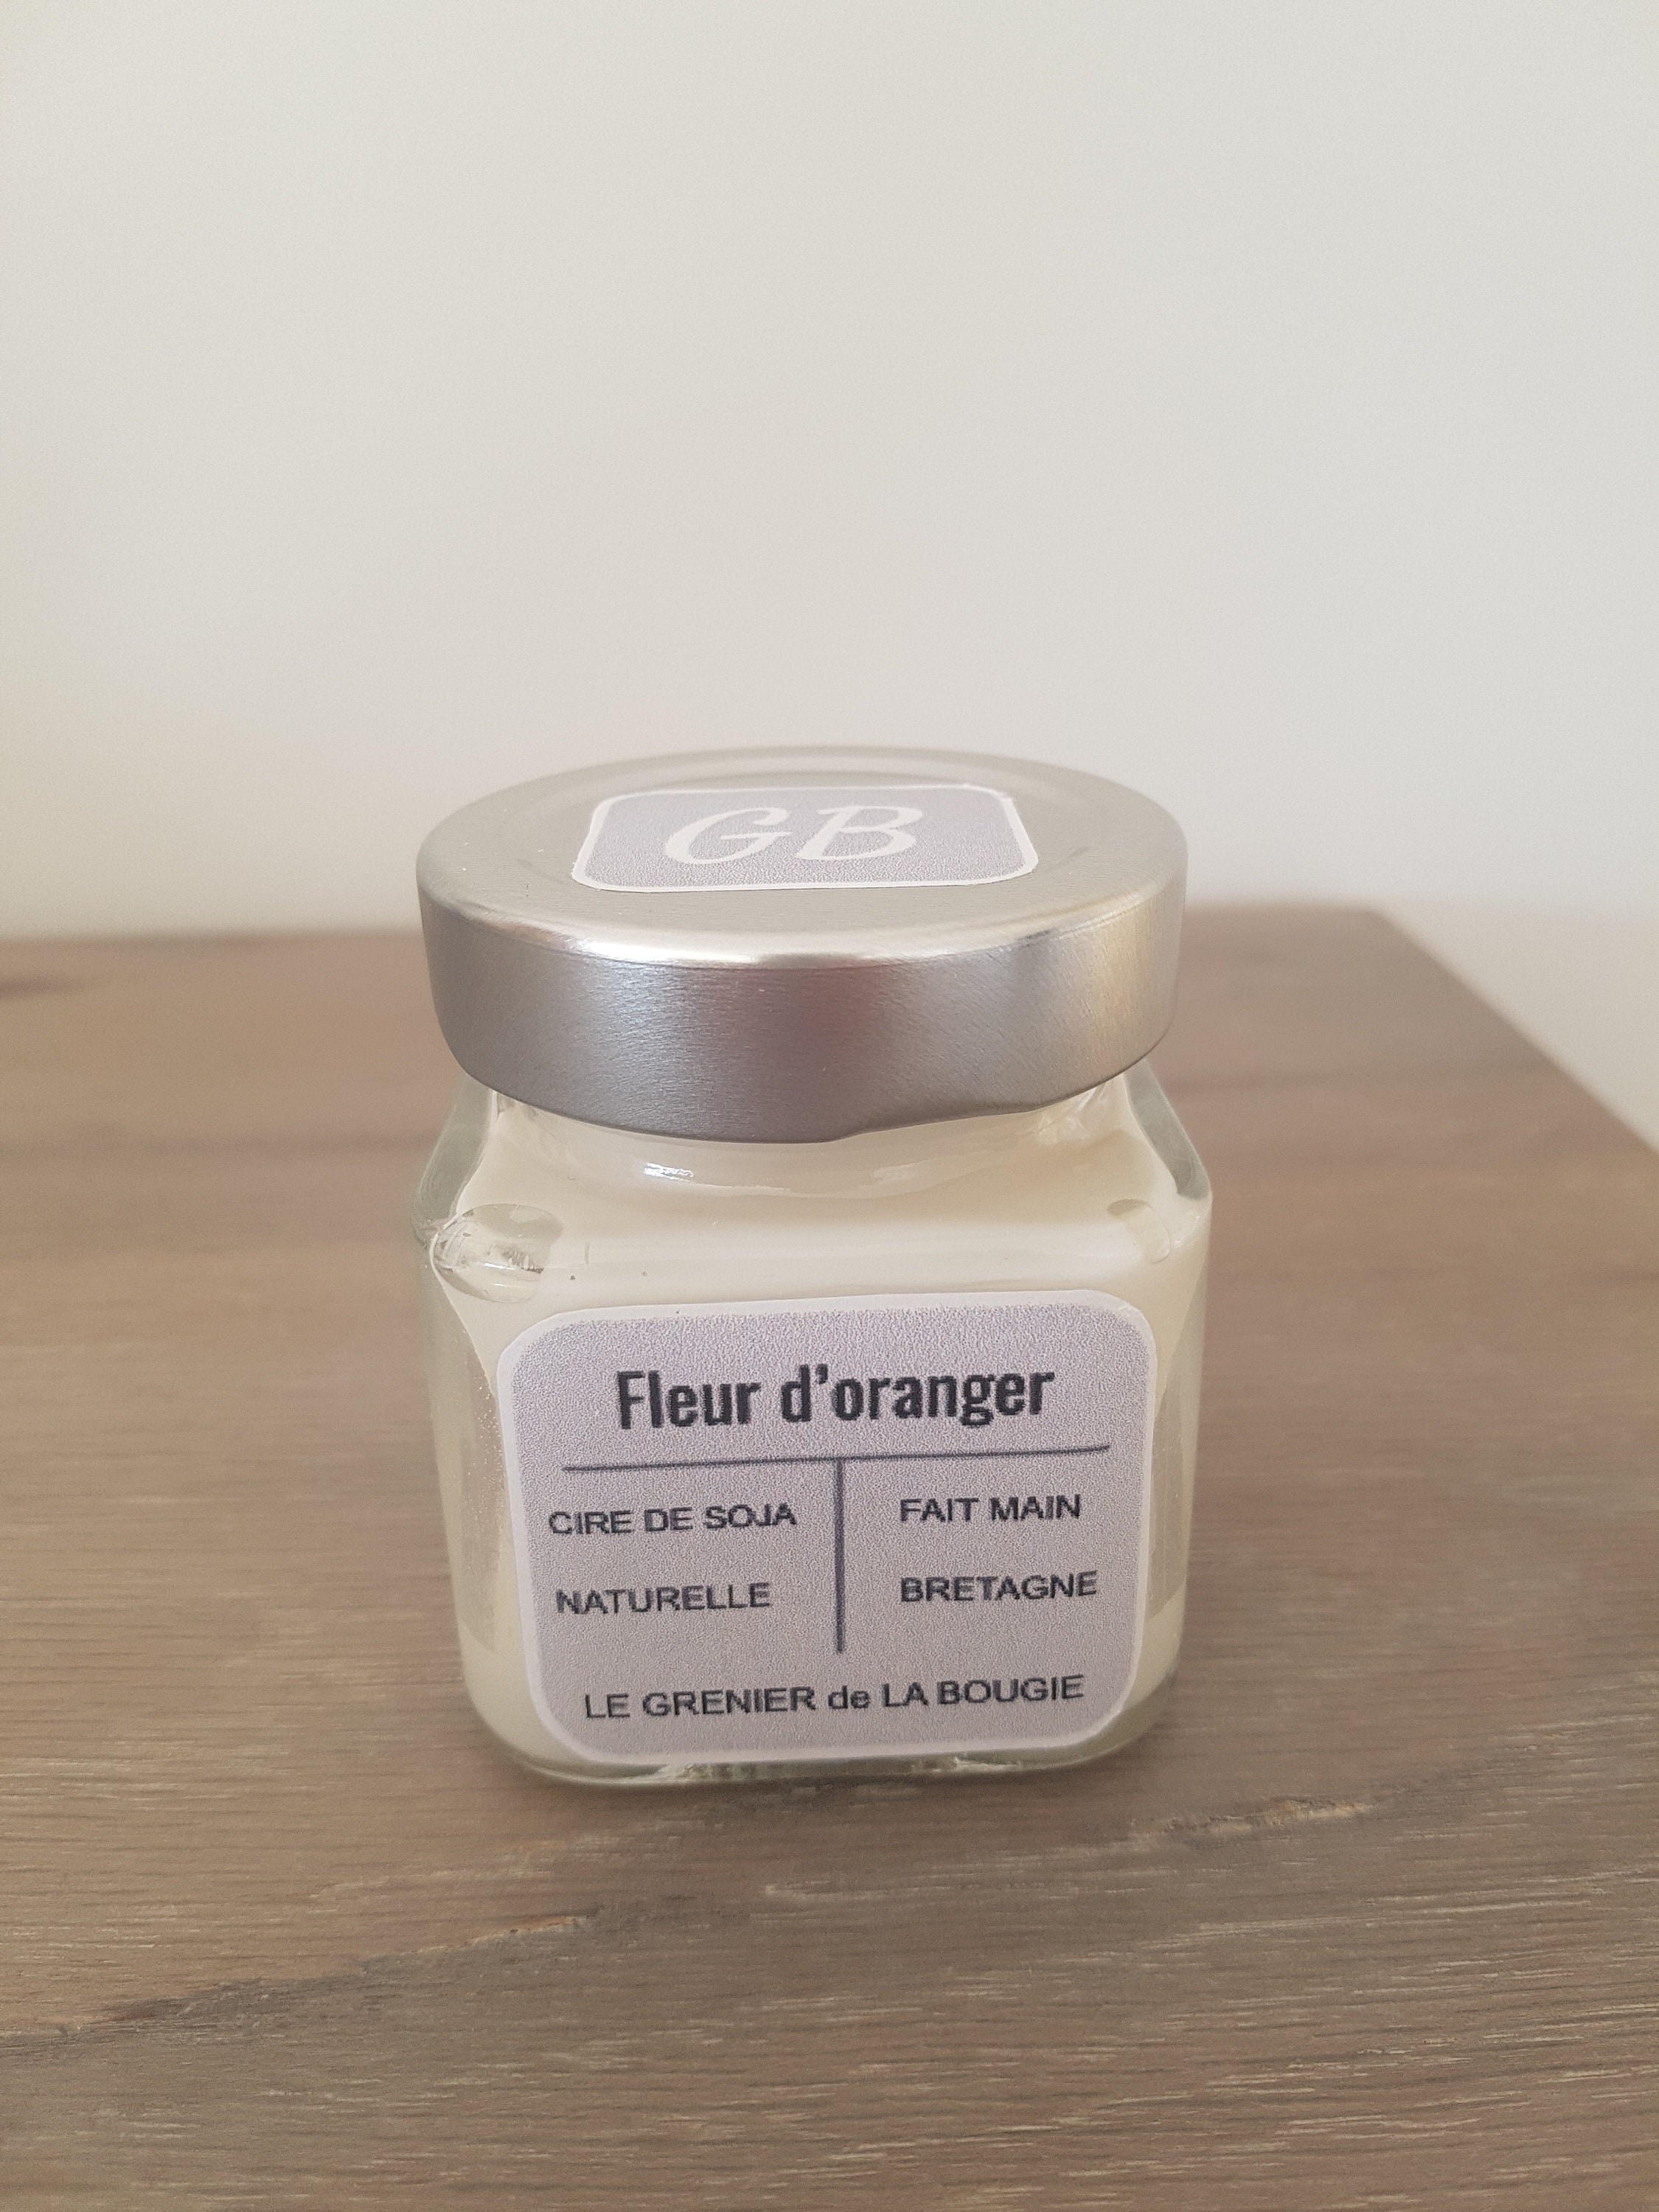 GB
Fleur d'oranger
CIRE DE SOJA
NATURELLE
FAIT MAIN
BRETAGNE
LE GRENIER de LA BOUGIE